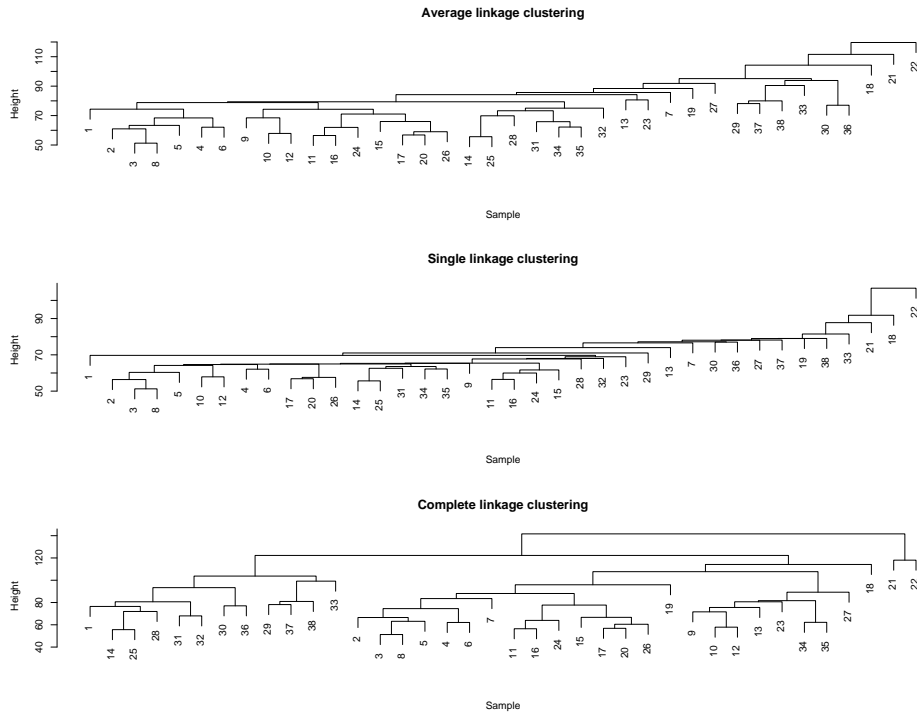 Average linkage clustering
Height
50 70 90 110
1 2 3 8 5 4 6 9 10 12 11 16 24 15 17 20 26 14 25 28 31 34 35 32 13 23 7 19 27 29 37 38 33 30 36 18 21 22
Sample
Single linkage clustering
Height
50 70 90
1 2 3 8 5 10 12 4 6 17 20 26 14 25 31 34 35 9 11 16 24 15 28 32 23 29 13 7 30 36 27 37 19 38 33 21 18 22
Sample
Complete linkage clustering
Height
40 60 80 120
1 14 25 28 31 32 30 36 29 37 38 33 2 3 8 5 4 6 7 11 16 24 15 17 20 26 19 9 10 12 13 23 34 35 27 18 21 22
Sample